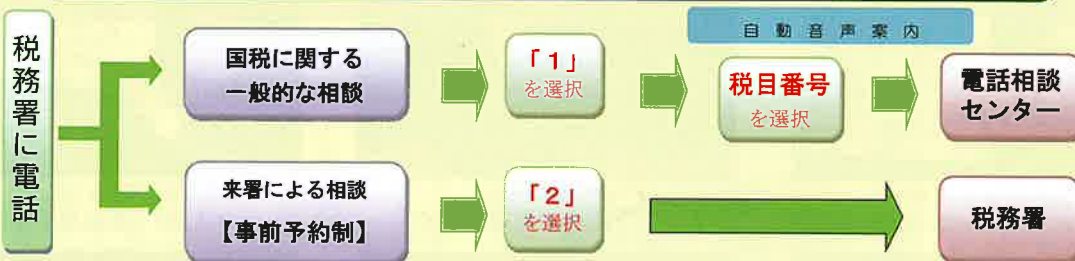 自動音声案内
税務署に電話
国税に関する
一般的な相談
「1」
を選択
税目番号
を選択
電話相談
センター
来署による相談
【事前予約制】
「2」
を選択
税務署